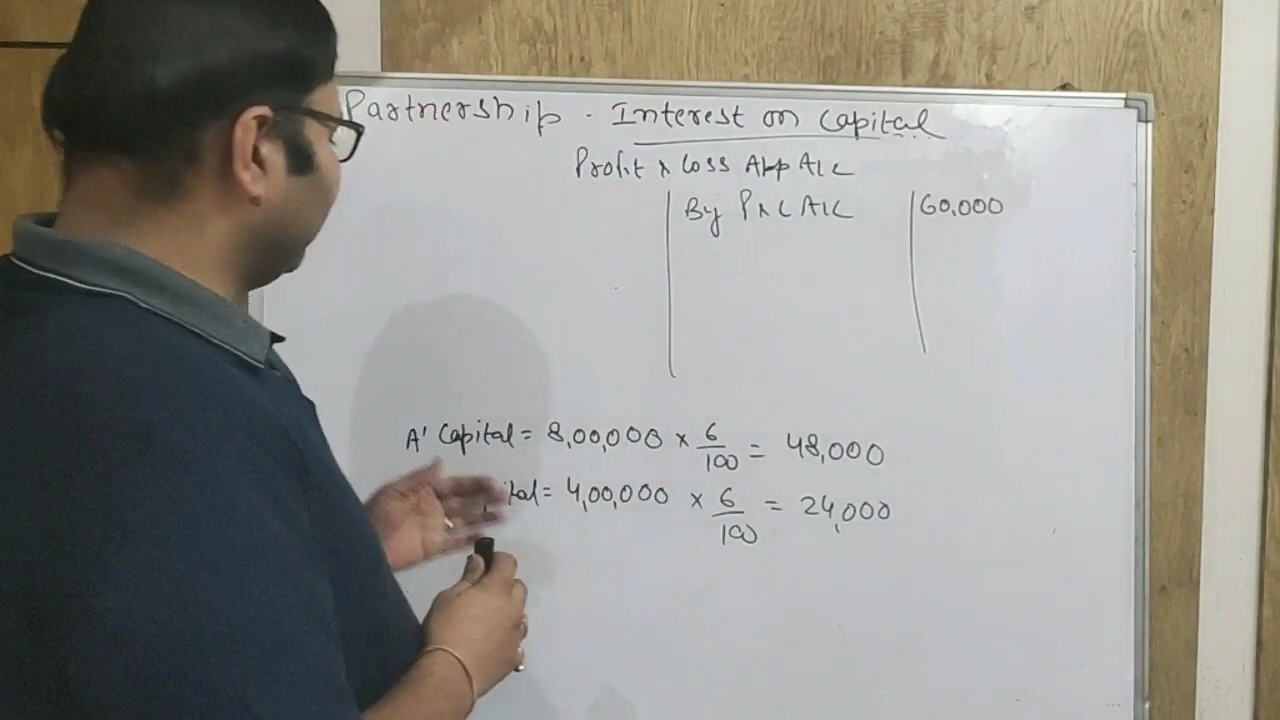 Partnership - Interest on Capital
Profit & Loss App A/c
By P&L A/c 60,000
A' Capital = 8,00,000 × 6/100 = 48,000
= 4,00,000 × 6/100 = 24,000